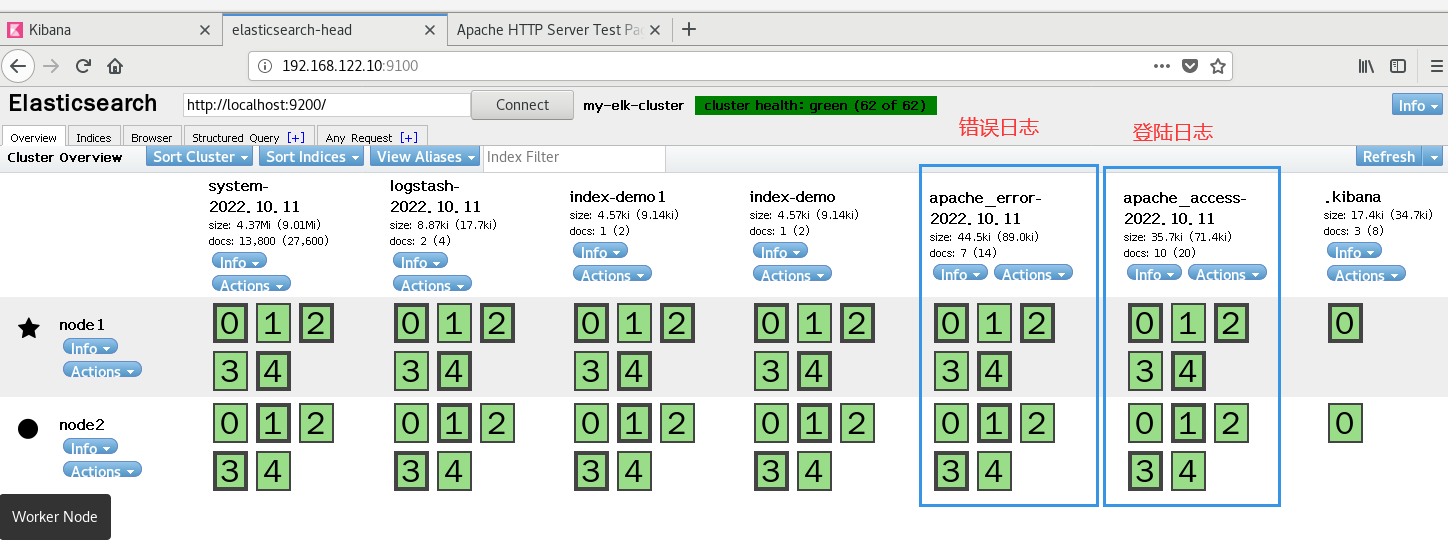 Kibana
elasticsearch-head
Apache HTTP Server Test Pa
192.168.122.10:9100
Elasticsearch
http://localhost:9200/
Connect
my-elk-cluster
cluster health: green (62 of 62)
Info
Overview
Indices
Browser
Structured Query [+]
Any Request [+]
错误日志
登陆日志
Cluster Overview
Sort Cluster
Sort Indices
View Aliases
Index Filter
Refresh
system-
2022.10.11
size: 4.37Mi (9.01Mi)
docs: 13,800 (27,600)
Info
Actions
logstash-
2022.10.11
size: 8.87ki (17.7ki)
docs: 2 (4)
Info
Actions
index-demo1
size: 4.57ki (9.14ki)
docs: 1 (2)
Info
Actions
index-demo
size: 4.57ki (9.14ki)
docs: 1 (2)
Info
Actions
apache_error-
2022.10.11
size: 44.5ki (89.0ki)
docs: 7 (14)
Info
Actions
apache_access-
2022.10.11
size: 35.7ki (71.4ki)
docs: 10 (20)
Info
Actions
.kibana
size: 17.4ki (34.7ki)
docs: 3 (8)
Info
Actions
node1
Info
Actions
0 1 2
3 4
0 1 2
3 4
0 1 2
3 4
0 1 2
3 4
0 1 2
3 4
0 1 2
3 4
0
node2
Info
Actions
0 1 2
3 4
0 1 2
3 4
0 1 2
3 4
0 1 2
3 4
0 1 2
3 4
0 1 2
3 4
0
Worker Node